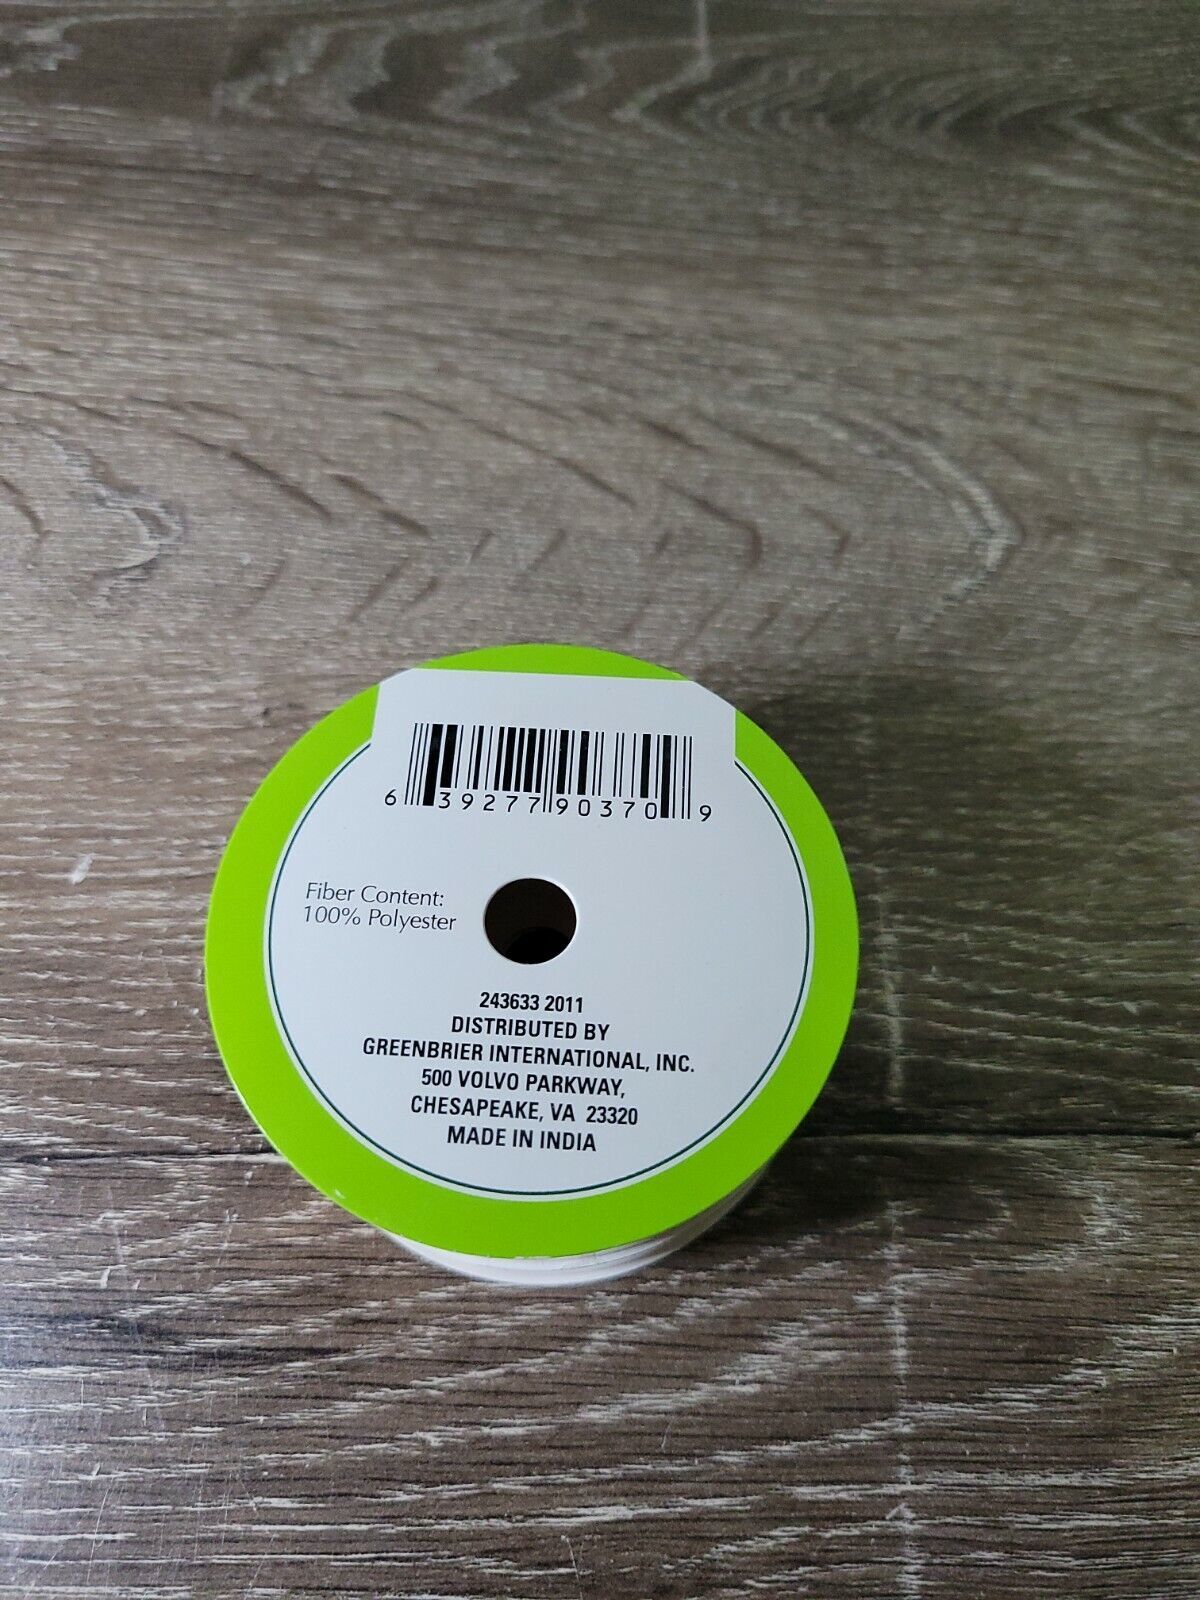 6 39277 90370 9
Fiber Content:
100% Polyester
243633 2011
DISTRIBUTED BY
GREENBRIER INTERNATIONAL, INC.
500 VOLVO PARKWAY,
CHESAPEAKE, VA 23320
MADE IN INDIA